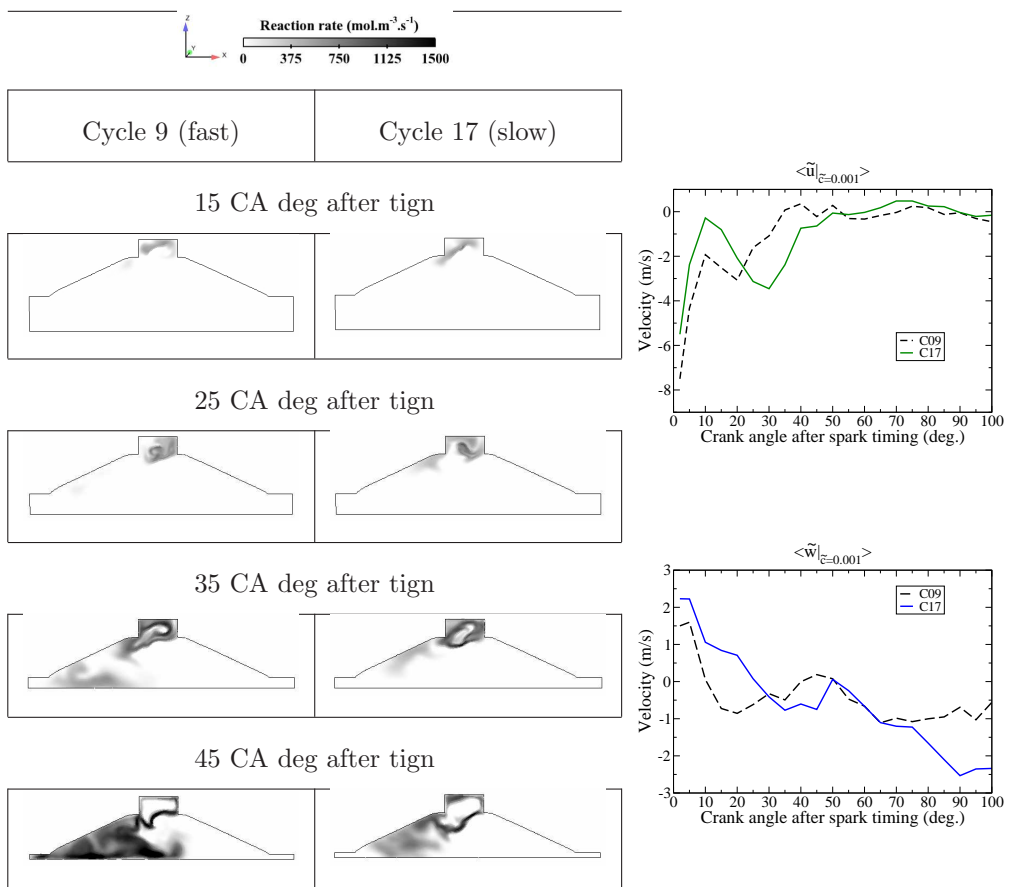 Z
Y
X
Reaction rate (mol.m⁻³.s⁻¹)
0 375 750 1125 1500
Cycle 9 (fast) Cycle 17 (slow)
15 CA deg after tign
25 CA deg after tign
35 CA deg after tign
45 CA deg after tign
<ũ|c̃=0.001>
Velocity (m/s)
0
-2
-4
-6
-8
C09
C17
0 10 20 30 40 50 60 70 80 90 100
Crank angle after spark timing (deg.)
<w̃|c̃=0.001>
Velocity (m/s)
3
2
1
0
-1
-2
-3
C09
C17
0 10 20 30 40 50 60 70 80 90 100
Crank angle after spark timing (deg.)